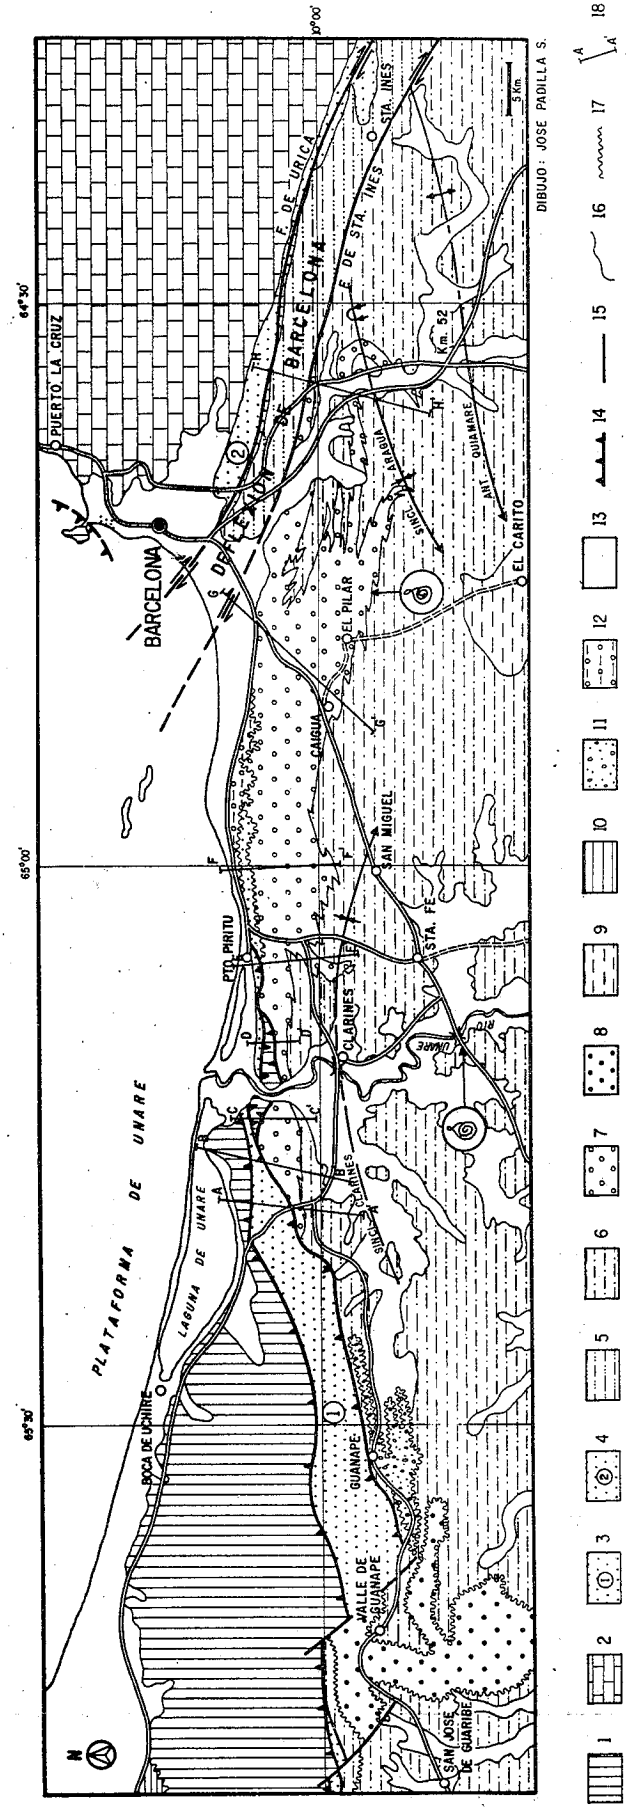 65°30'
65°00'
64°30'
10°00'
N
PLATAFORMA DE UNARE
LAGUNA DE UNARE
BOCA DE UCHIRE
PTO. PIRITU
BARCELONA
PUERTO LA CRUZ
DEFLEXION DE BARCELONA
F. DE URICA
F. DE STA. INES
STA. INES
VALLE DE
GUANAPE
GUANAPE
SAN JOSE
DE GUARIBE
CLARINES
SINCL. CLARINES
RIO UNARE
STA. FE
SAN MIGUEL
CAIGUA
EL PILAR
EL CARITO
SINCL. ARAGUA
ANT. QUIAMARE
Km. 52
A
A'
B
B
C
C'
D
D'
E
E'
F
F'
G
G'
H
H'
1
2
5 Km.
DIBUJO: JOSE PADILLA S.
1
2
3
4
5
6
7
8
9
10
11
12
13
14
15
16
17
18
1
2
A
A'